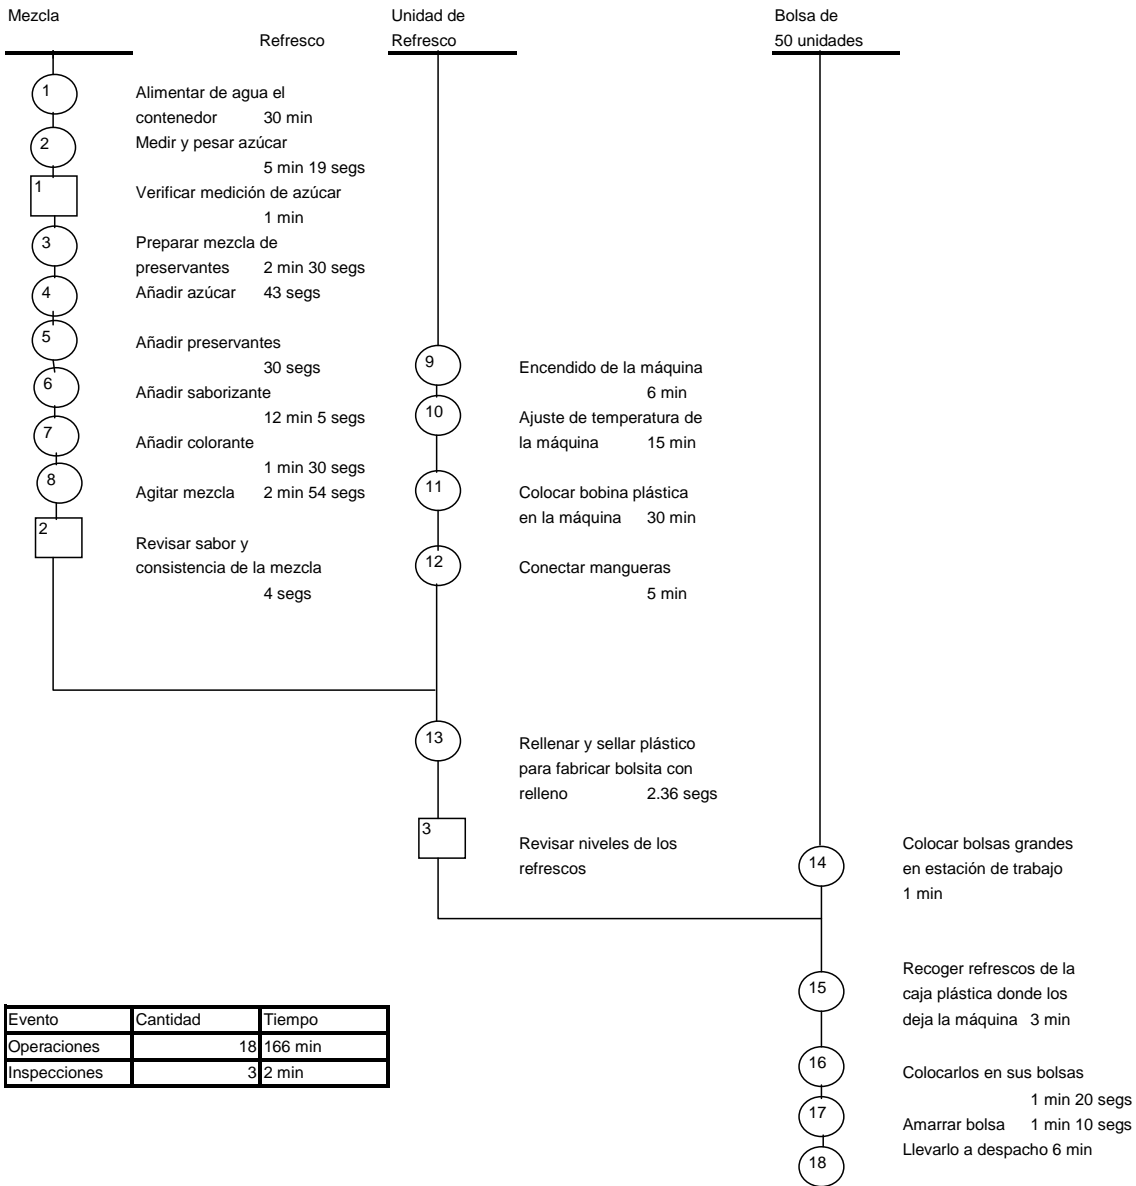 Mezcla
Refresco
1
Alimentar de agua el
contenedor 30 min
2
Medir y pesar azúcar
5 min 19 segs
1
Verificar medición de azúcar
1 min
3
Preparar mezcla de
preservantes 2 min 30 segs
4
Añadir azúcar 43 segs
5
Añadir preservantes
30 segs
6
Añadir saborizante
12 min 5 segs
7
Añadir colorante
1 min 30 segs
8
Agitar mezcla 2 min 54 segs
2
Revisar sabor y
consistencia de la mezcla
4 segs
Unidad de
Refresco
9
Encendido de la máquina
6 min
10
Ajuste de temperatura de
la máquina 15 min
11
Colocar bobina plástica
en la máquina 30 min
12
Conectar mangueras
5 min
13
Rellenar y sellar plástico
para fabricar bolsita con
relleno 2.36 segs
3
Revisar niveles de los
refrescos
Bolsa de
50 unidades
14
Colocar bolsas grandes
en estación de trabajo
1 min
15
Recoger refrescos de la
caja plástica donde los
deja la máquina 3 min
16
Colocarlos en sus bolsas
1 min 20 segs
17
Amarrar bolsa 1 min 10 segs
18
Llevarlo a despacho 6 min
Evento Cantidad Tiempo
Operaciones 18 166 min
Inspecciones 3 2 min